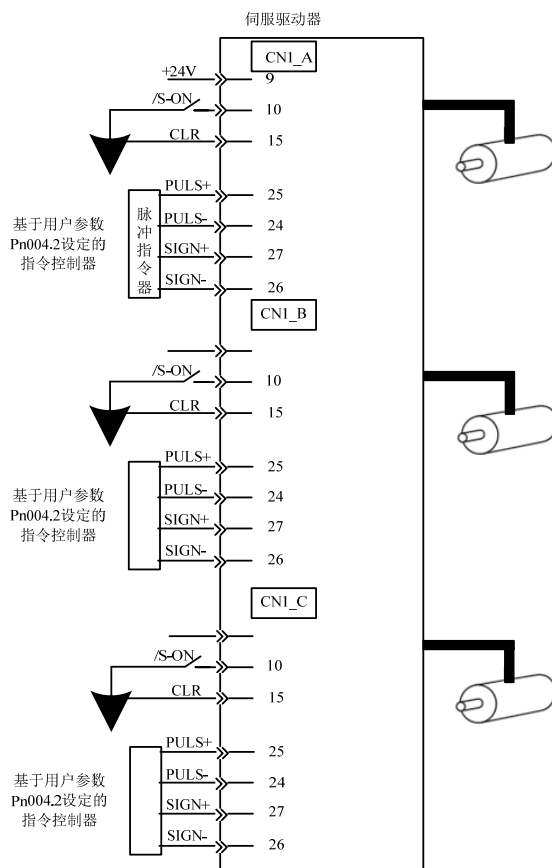 伺服驱动器
CN1_A
+24V
9
/S-ON
10
CLR
15
PULS+
25
PULS-
24
SIGN+
27
SIGN-
26
脉冲指令器
基于用户参数
Pn004.2设定的
指令控制器
CN1_B
/S-ON
10
CLR
15
PULS+
25
PULS-
24
SIGN+
27
SIGN-
26
基于用户参数
Pn004.2设定的
指令控制器
CN1_C
/S-ON
10
CLR
15
PULS+
25
PULS-
24
SIGN+
27
SIGN-
26
基于用户参数
Pn004.2设定的
指令控制器